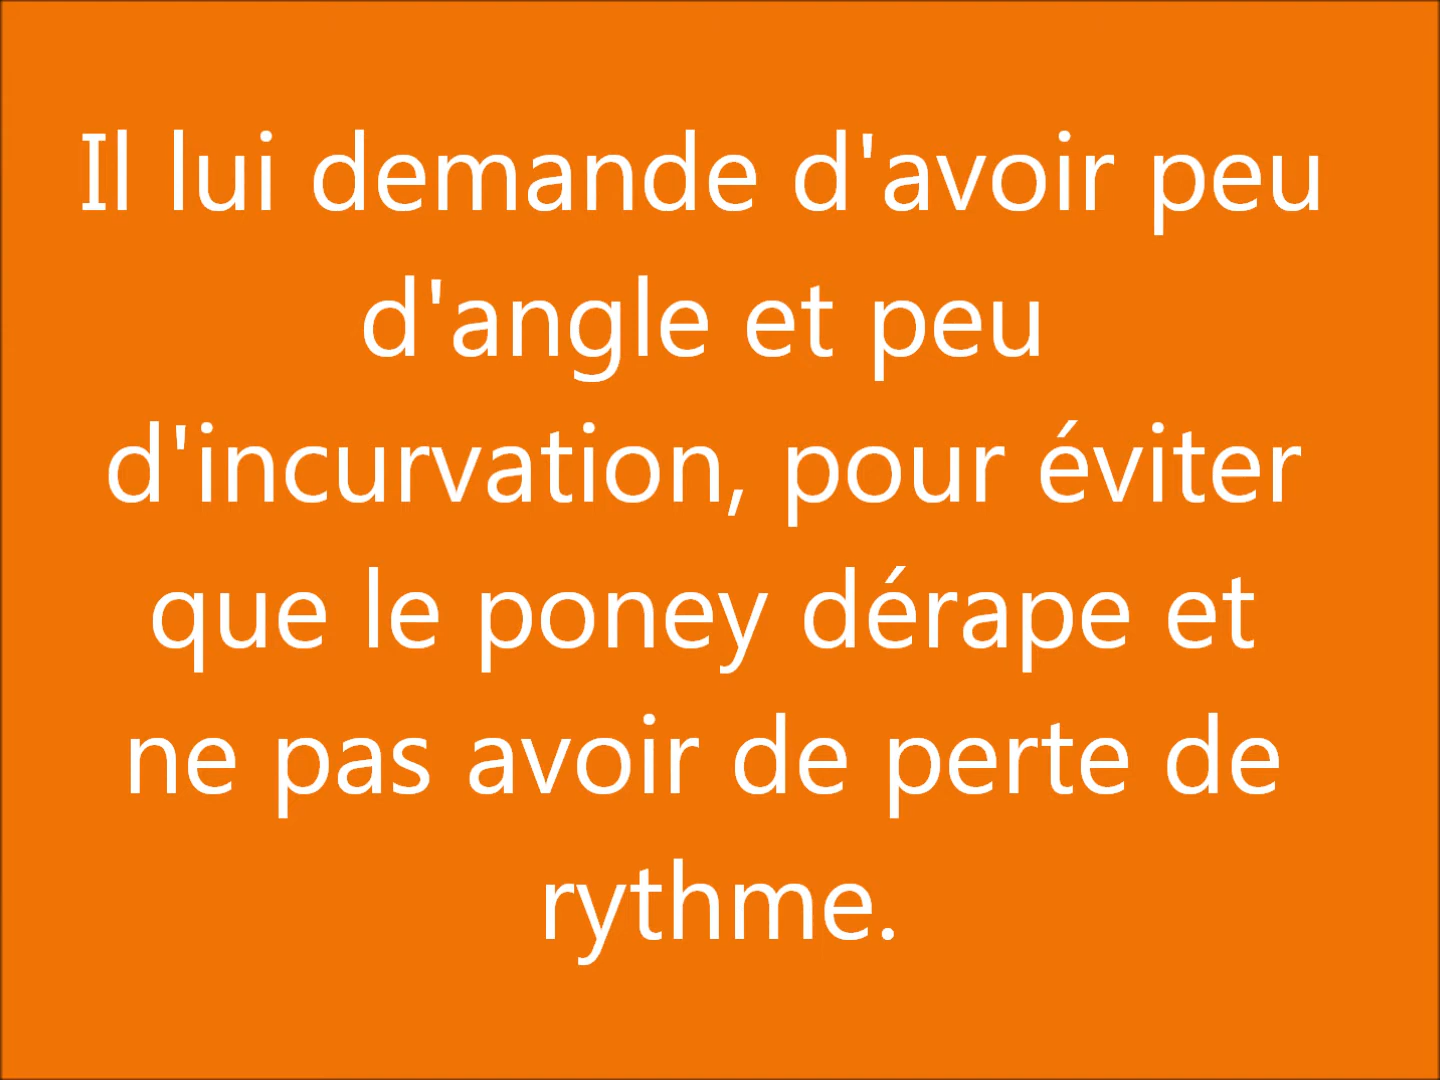 Il lui demande d'avoir peu
d'angle et peu
d'incurvation, pour éviter
que le poney dérape et
ne pas avoir de perte de
rythme.